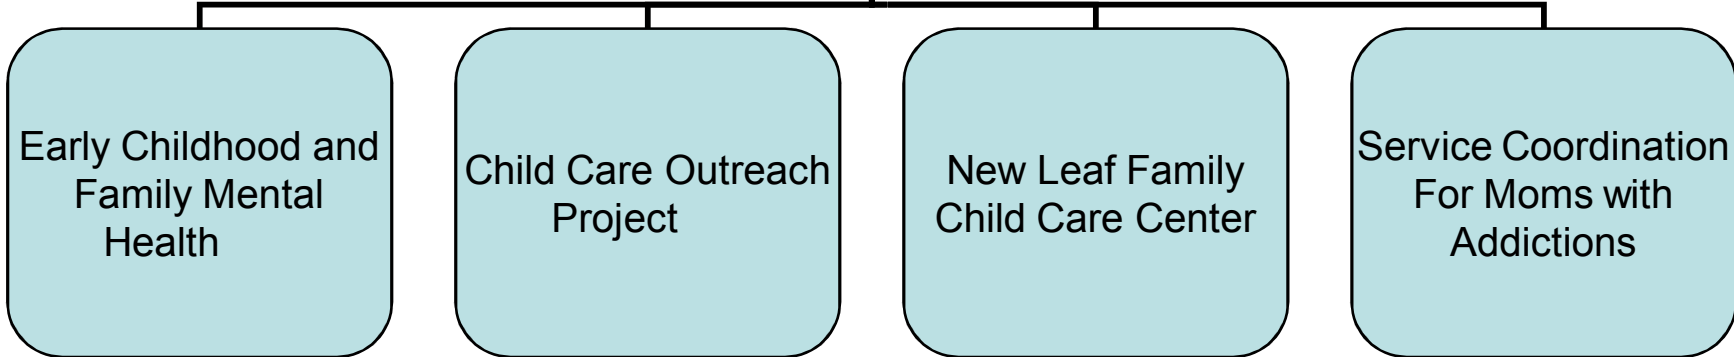 Early Childhood and
Family Mental
Health
Child Care Outreach
Project
New Leaf Family
Child Care Center
Service Coordination
For Moms with
Addictions